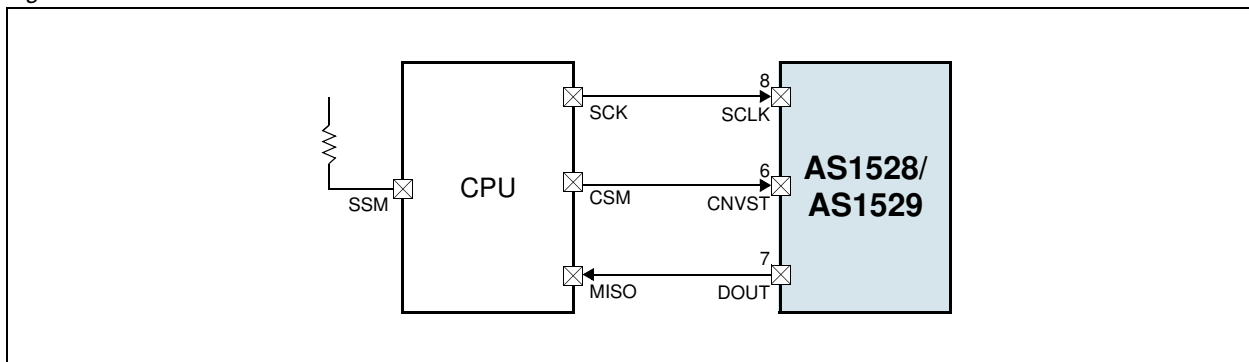 8
SCK
SCLK
CPU
AS1528/
AS1529
6
SSM
CSM
CNVST
7
MISO
DOUT